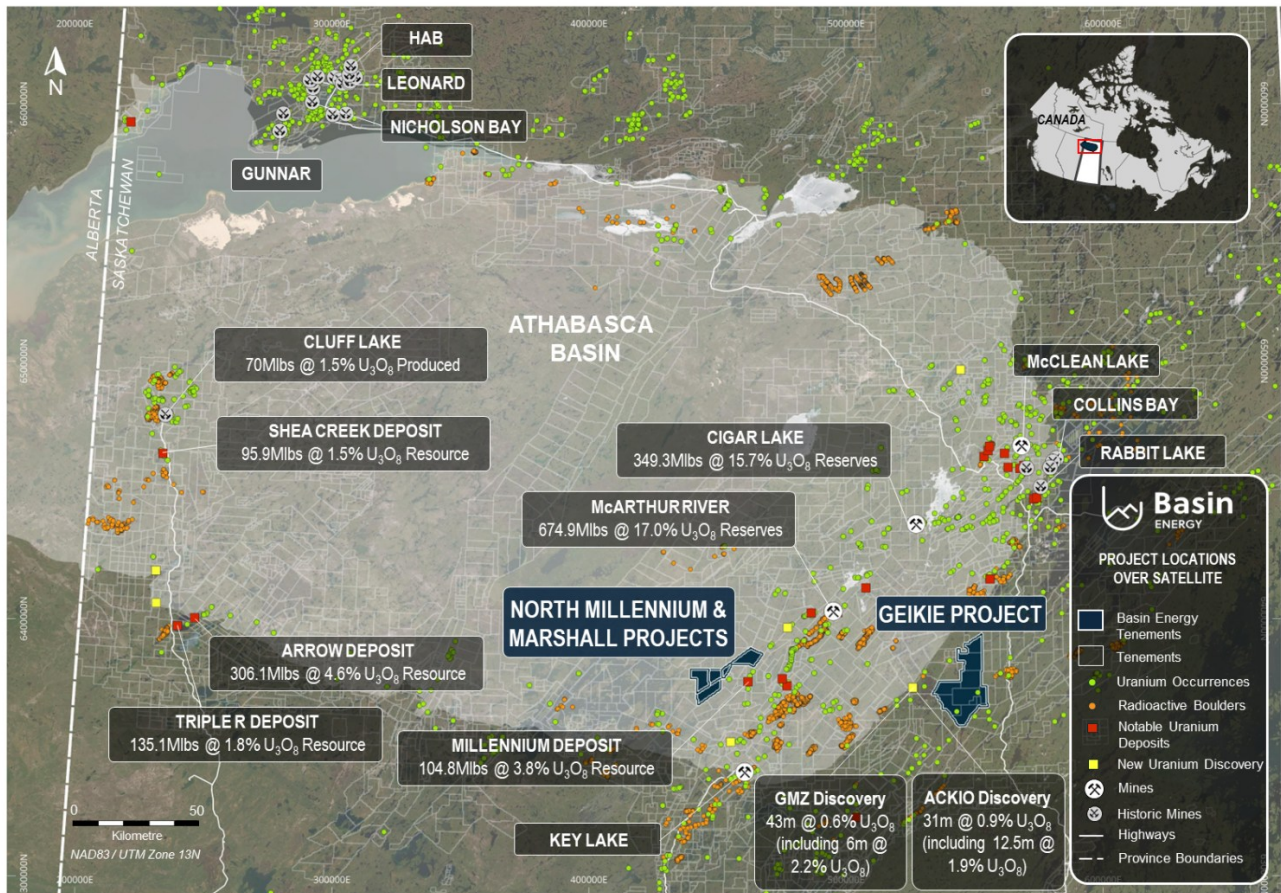 200000E
300000E
400000E
500000E
600000E
HAB
LEONARD
NICHOLSON BAY
GUNNAR
N
6600000N
6600000N
CANADA
ALBERTA
SASKATCHEWAN
ATHABASCA
BASIN
CLUFF LAKE
70Mlbs @ 1.5% U₃O₈ Produced
SHEA CREEK DEPOSIT
95.9Mlbs @ 1.5% U₃O₈ Resource
6500000N
6500000N
McCLEAN LAKE
COLLINS BAY
RABBIT LAKE
CIGAR LAKE
349.3Mlbs @ 15.7% U₃O₈ Reserves
McARTHUR RIVER
674.9Mlbs @ 17.0% U₃O₈ Reserves
NORTH MILLENNIUM &
MARSHALL PROJECTS
GEIKIE PROJECT
6400000N
ARROW DEPOSIT
306.1Mlbs @ 4.6% U₃O₈ Resource
TRIPLE R DEPOSIT
135.1Mlbs @ 1.8% U₃O₈ Resource
MILLENNIUM DEPOSIT
104.8Mlbs @ 3.8% U₃O₈ Resource
KEY LAKE
GMZ Discovery
43m @ 0.6% U₃O₈
(including 6m @
2.2% U₃O₈)
ACKIO Discovery
31m @ 0.9% U₃O₈
(including 12.5m @
1.9% U₃O₈)
Basin
ENERGY
PROJECT LOCATIONS
OVER SATELLITE
Basin Energy
Tenements
Tenements
Uranium Occurrences
Radioactive Boulders
Notable Uranium
Deposits
New Uranium Discovery
Mines
Historic Mines
Highways
Province Boundaries
0
50
Kilometre
NAD83 / UTM Zone 13N
200000E
300000E
400000E
500000E
600000E